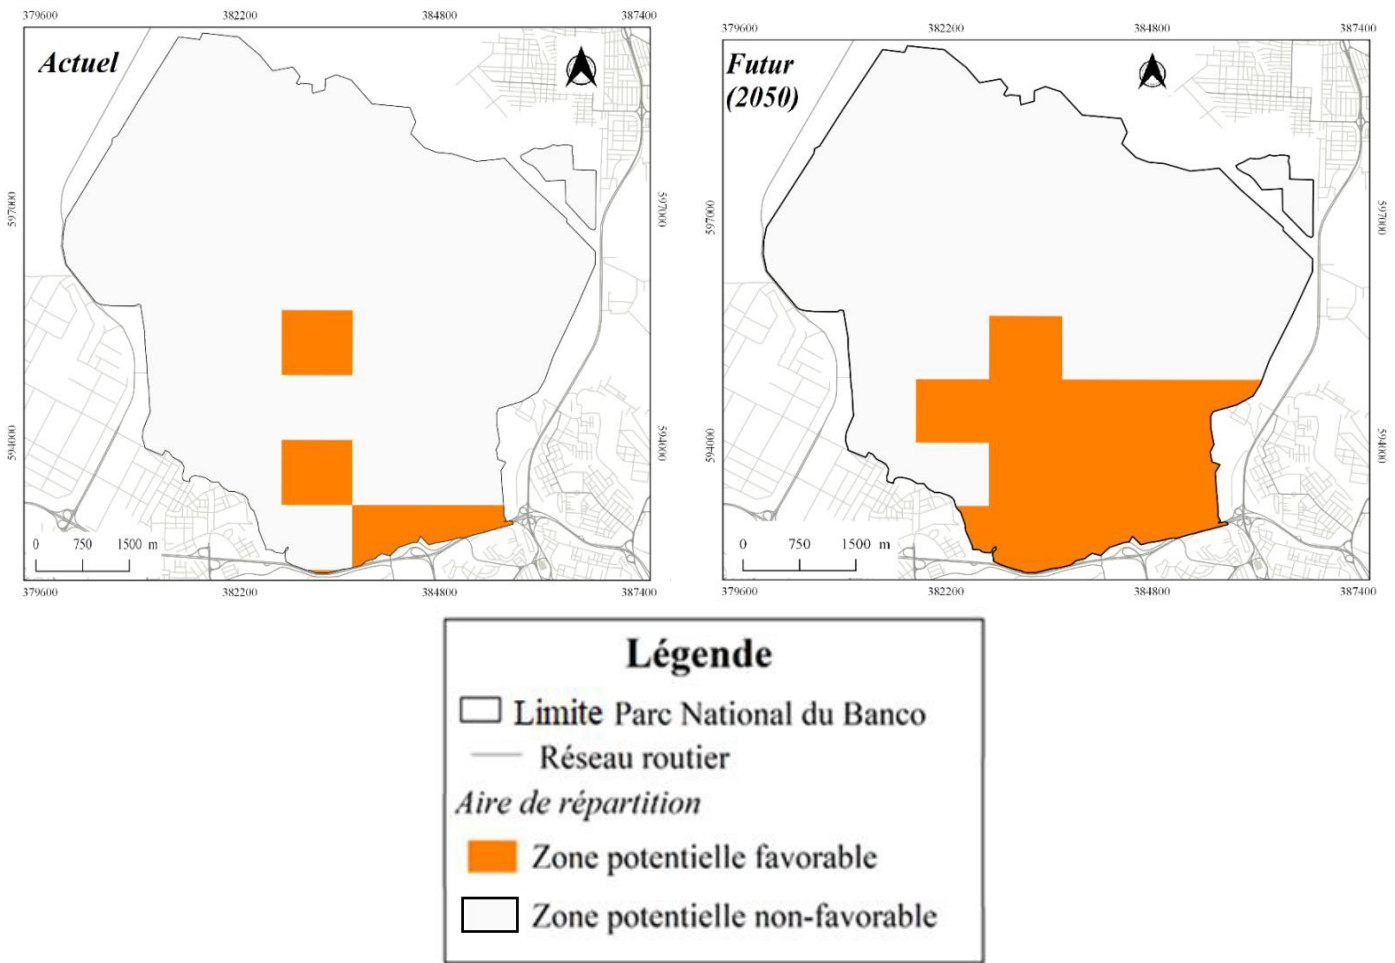 379600 382200 384800 387400
Actuel
597000 597000
594000 594000
0 750 1500 m
379600 382200 384800 387400
379600 382200 384800 387400
Futur
(2050)
597000 597000
594000 594000
0 750 1500 m
379600 382200 384800 387400
Légende
Limite Parc National du Banco
Réseau routier
Aire de répartition
Zone potentielle favorable
Zone potentielle non-favorable